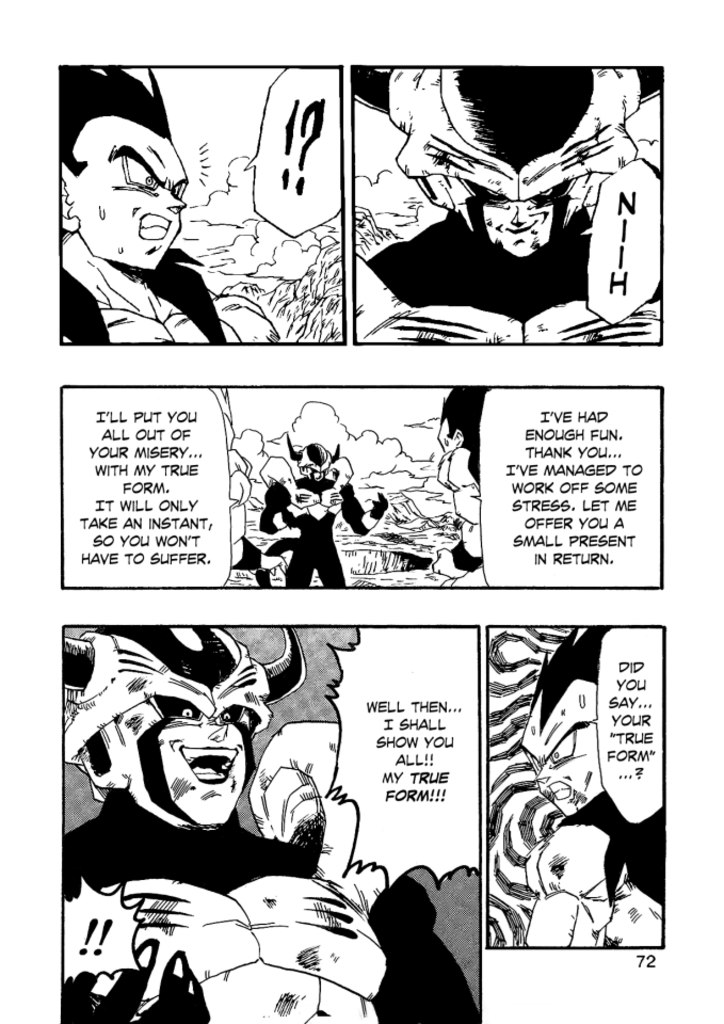 NIIH
!?
I'VE HAD
ENOUGH FUN.
THANK YOU...
I'VE MANAGED TO
WORK OFF SOME
STRESS. LET ME
OFFER YOU A
SMALL PRESENT
IN RETURN.
I'LL PUT YOU
ALL OUT OF
YOUR MISERY...
WITH MY TRUE
FORM.
IT WILL ONLY
TAKE AN INSTANT,
SO YOU WON'T
HAVE TO SUFFER.
DID
YOU
SAY...
YOUR
"TRUE
FORM"
...?
WELL THEN...
I SHALL
SHOW YOU
ALL!!
MY TRUE
FORM!!!
!!
72